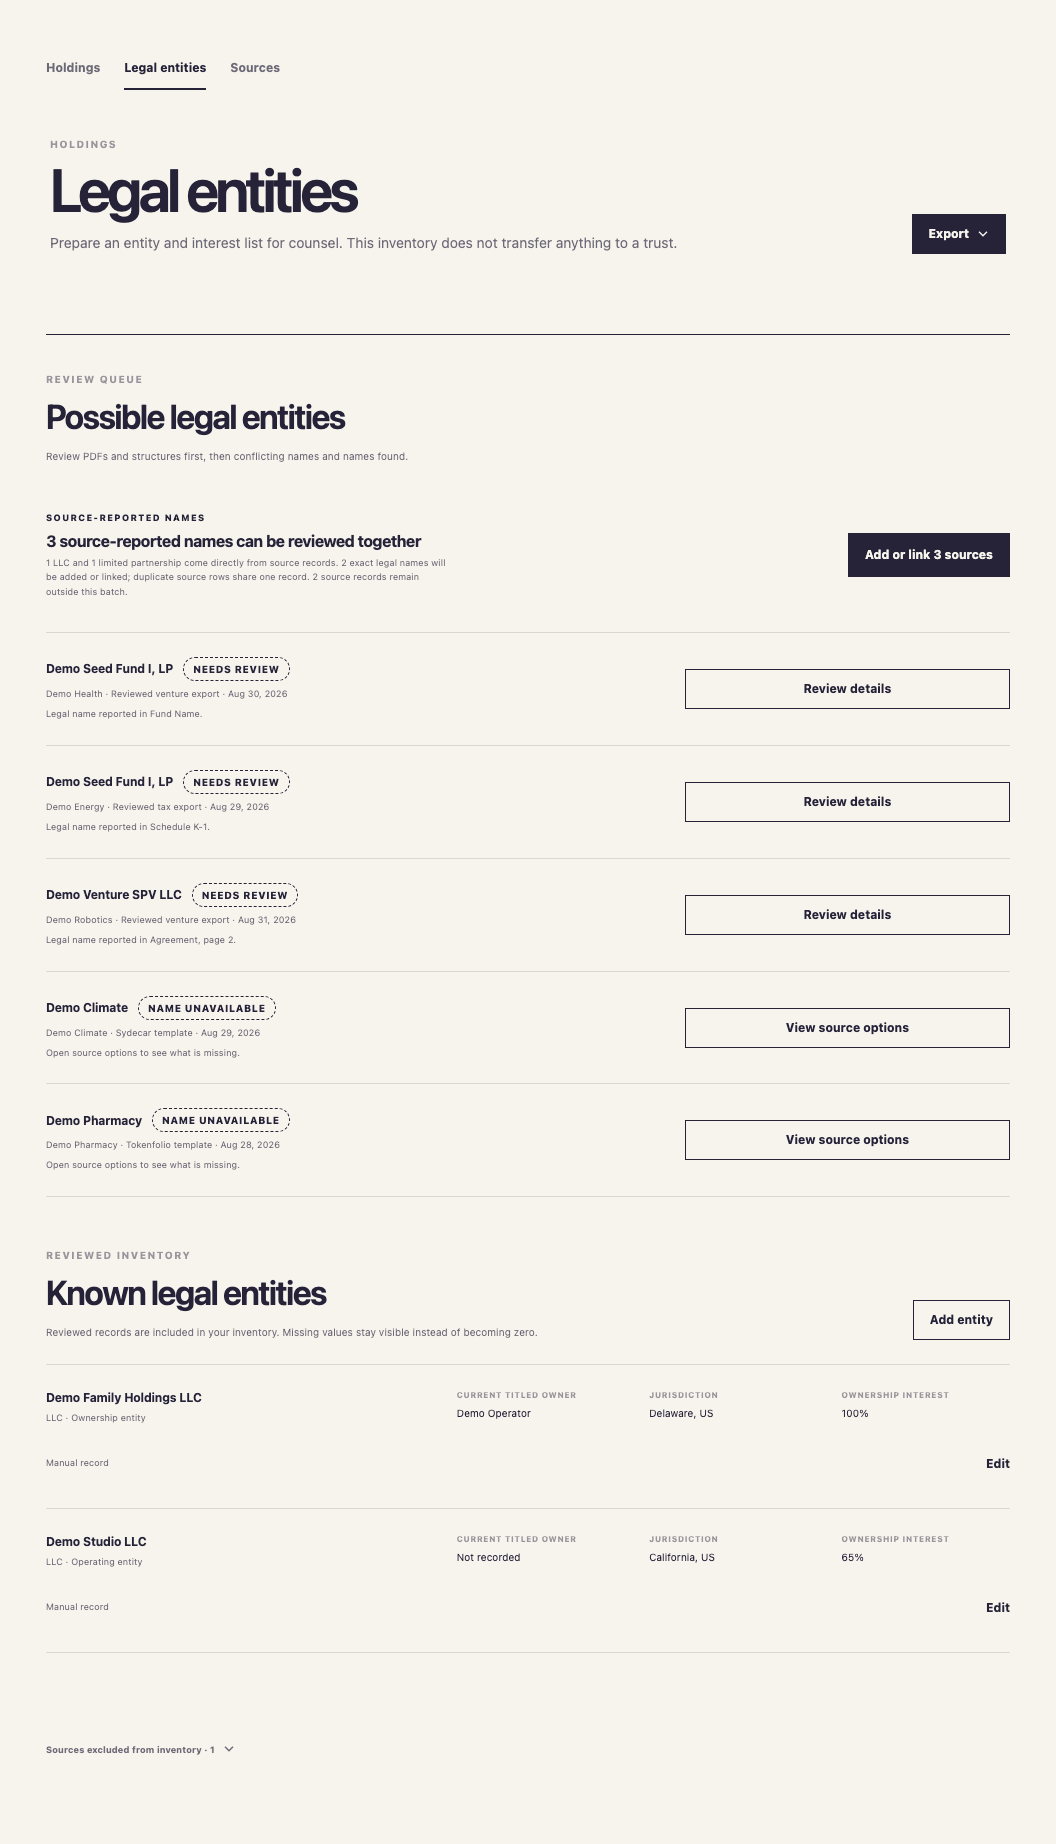 Holdings Legal entities Sources
HOLDINGS
Legal entities
Prepare an entity and interest list for counsel. This inventory does not transfer anything to a trust.
Export
REVIEW QUEUE
Possible legal entities
Review PDFs and structures first, then conflicting names and names found.
SOURCE-REPORTED NAMES
3 source-reported names can be reviewed together
1 LLC and 1 limited partnership come directly from source records. 2 exact legal names will
be added or linked; duplicate source rows share one record. 2 source records remain
outside this batch.
Add or link 3 sources
Demo Seed Fund I, LP NEEDS REVIEW
Demo Health · Reviewed venture export · Aug 30, 2026
Legal name reported in Fund Name.
Review details
Demo Seed Fund I, LP NEEDS REVIEW
Demo Energy · Reviewed tax export · Aug 29, 2026
Legal name reported in Schedule K-1.
Review details
Demo Venture SPV LLC NEEDS REVIEW
Demo Robotics · Reviewed venture export · Aug 31, 2026
Legal name reported in Agreement, page 2.
Review details
Demo Climate NAME UNAVAILABLE
Demo Climate · Sydecar template · Aug 29, 2026
Open source options to see what is missing.
View source options
Demo Pharmacy NAME UNAVAILABLE
Demo Pharmacy · Tokenfolio template · Aug 28, 2026
Open source options to see what is missing.
View source options
REVIEWED INVENTORY
Known legal entities
Reviewed records are included in your inventory. Missing values stay visible instead of becoming zero.
Add entity
Demo Family Holdings LLC
LLC · Ownership entity
CURRENT TITLED OWNER
Demo Operator
JURISDICTION
Delaware, US
OWNERSHIP INTEREST
100%
Manual record
Edit
Demo Studio LLC
LLC · Operating entity
CURRENT TITLED OWNER
Not recorded
JURISDICTION
California, US
OWNERSHIP INTEREST
65%
Manual record
Edit
Sources excluded from inventory · 1